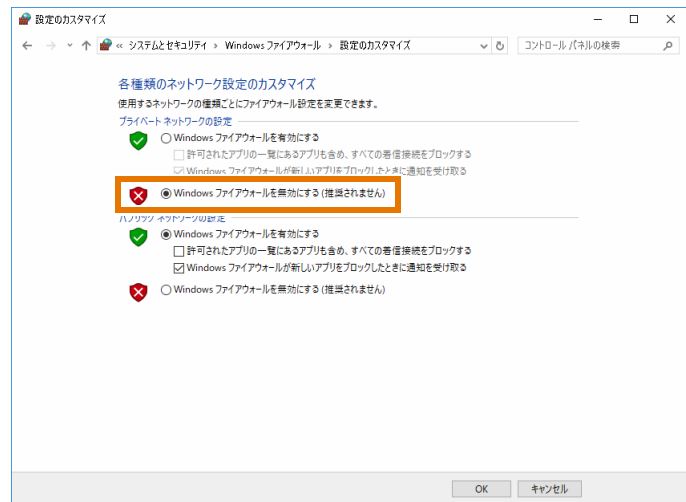 設定のカスタマイズ
« システムとセキュリティ › Windows ファイアウォール › 設定のカスタマイズ
コントロール パネルの検索
各種類のネットワーク設定のカスタマイズ
使用するネットワークの種類ごとにファイアウォール設定を変更できます。
プライベート ネットワークの設定
Windows ファイアウォールを有効にする
許可されたアプリの一覧にあるアプリも含め、すべての着信接続をブロックする
Windows ファイアウォールが新しいアプリをブロックしたときに通知を受け取る
Windows ファイアウォールを無効にする (推奨されません)
パブリック ネットワークの設定
Windows ファイアウォールを有効にする
許可されたアプリの一覧にあるアプリも含め、すべての着信接続をブロックする
Windows ファイアウォールが新しいアプリをブロックしたときに通知を受け取る
Windows ファイアウォールを無効にする (推奨されません)
OK
キャンセル